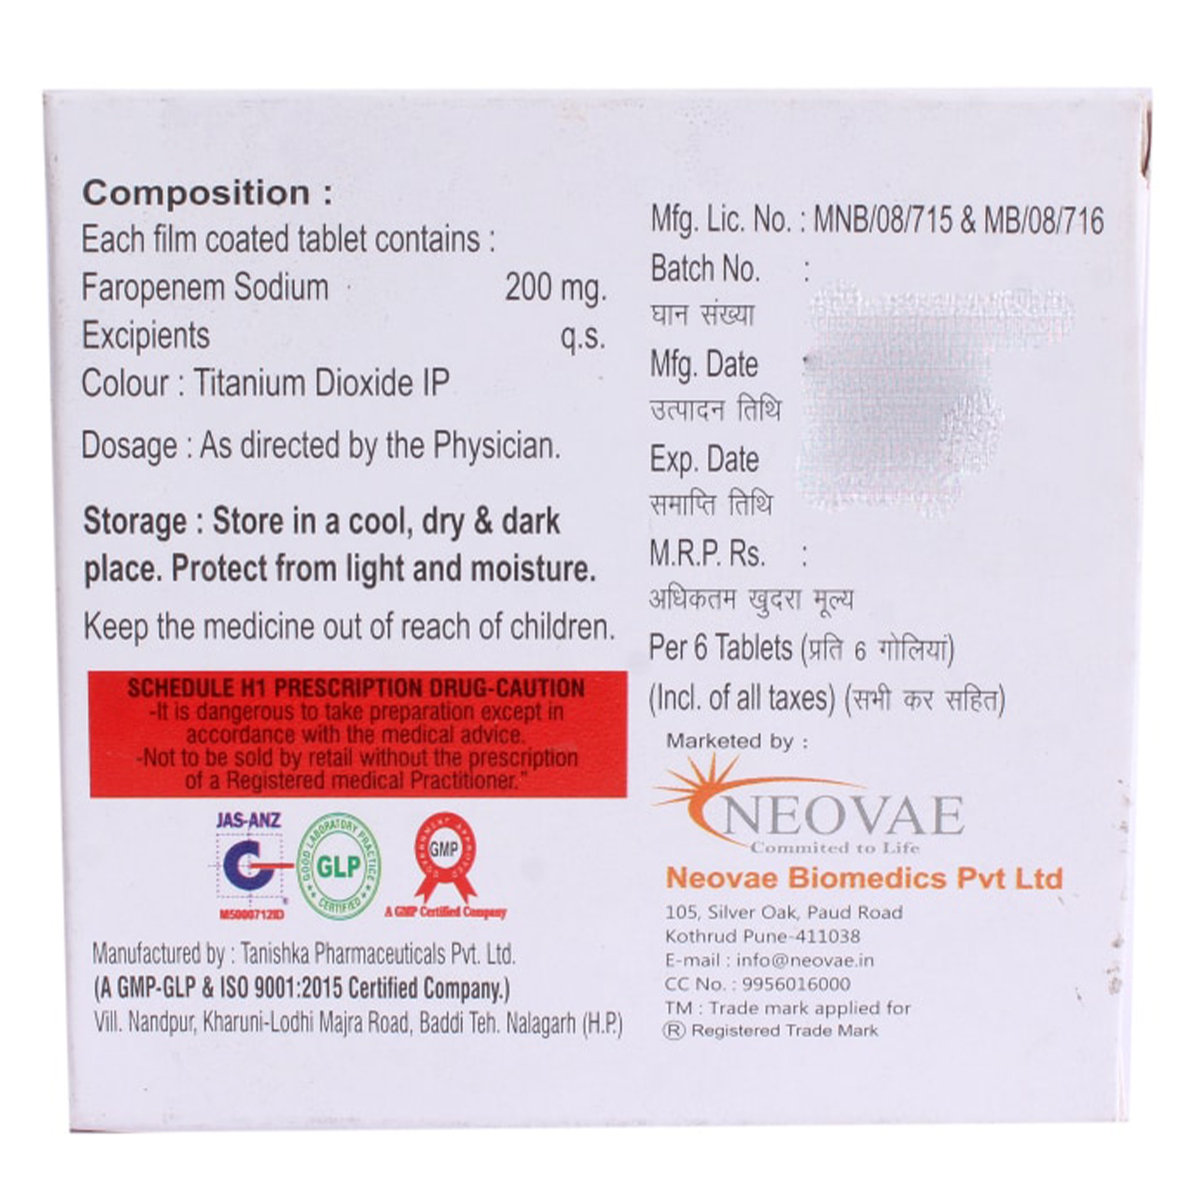 Composition :
Each film coated tablet contains :
Faropenem Sodium 200 mg.
Excipients q.s.
Colour : Titanium Dioxide IP
Dosage : As directed by the Physician.
Storage : Store in a cool, dry & dark
place. Protect from light and moisture.
Keep the medicine out of reach of children.
SCHEDULE H1 PRESCRIPTION DRUG-CAUTION
-It is dangerous to take preparation except in
accordance with the medical advice.
-Not to be sold by retail without the prescription
of a Registered medical Practitioner."
JAS-ANZ
M5000712ID
GOOD LABORATORY PRACTICE
GLP
CERTIFIED
GOVERNMENT APPROVED
GMP
A GMP Certified Company
Manufactured by : Tanishka Pharmaceuticals Pvt. Ltd.
(A GMP-GLP & ISO 9001:2015 Certified Company.)
Vill. Nandpur, Kharuni-Lodhi Majra Road, Baddi Teh. Nalagarh (H.P.)
Mfg. Lic. No. : MNB/08/715 & MB/08/716
Batch No. :
घान संख्या
Mfg. Date
उत्पादन तिथि
Exp. Date
समाप्ति तिथि
M.R.P. Rs. :
अधिकतम खुदरा मूल्य
Per 6 Tablets (प्रति 6 गोलियां)
(Incl. of all taxes) (सभी कर सहित)
Marketed by :
NEOVAE
Commited to Life
Neovae Biomedics Pvt Ltd
105, Silver Oak, Paud Road
Kothrud Pune-411038
E-mail : info@neovae.in
CC No. : 9956016000
TM : Trade mark applied for
® Registered Trade Mark